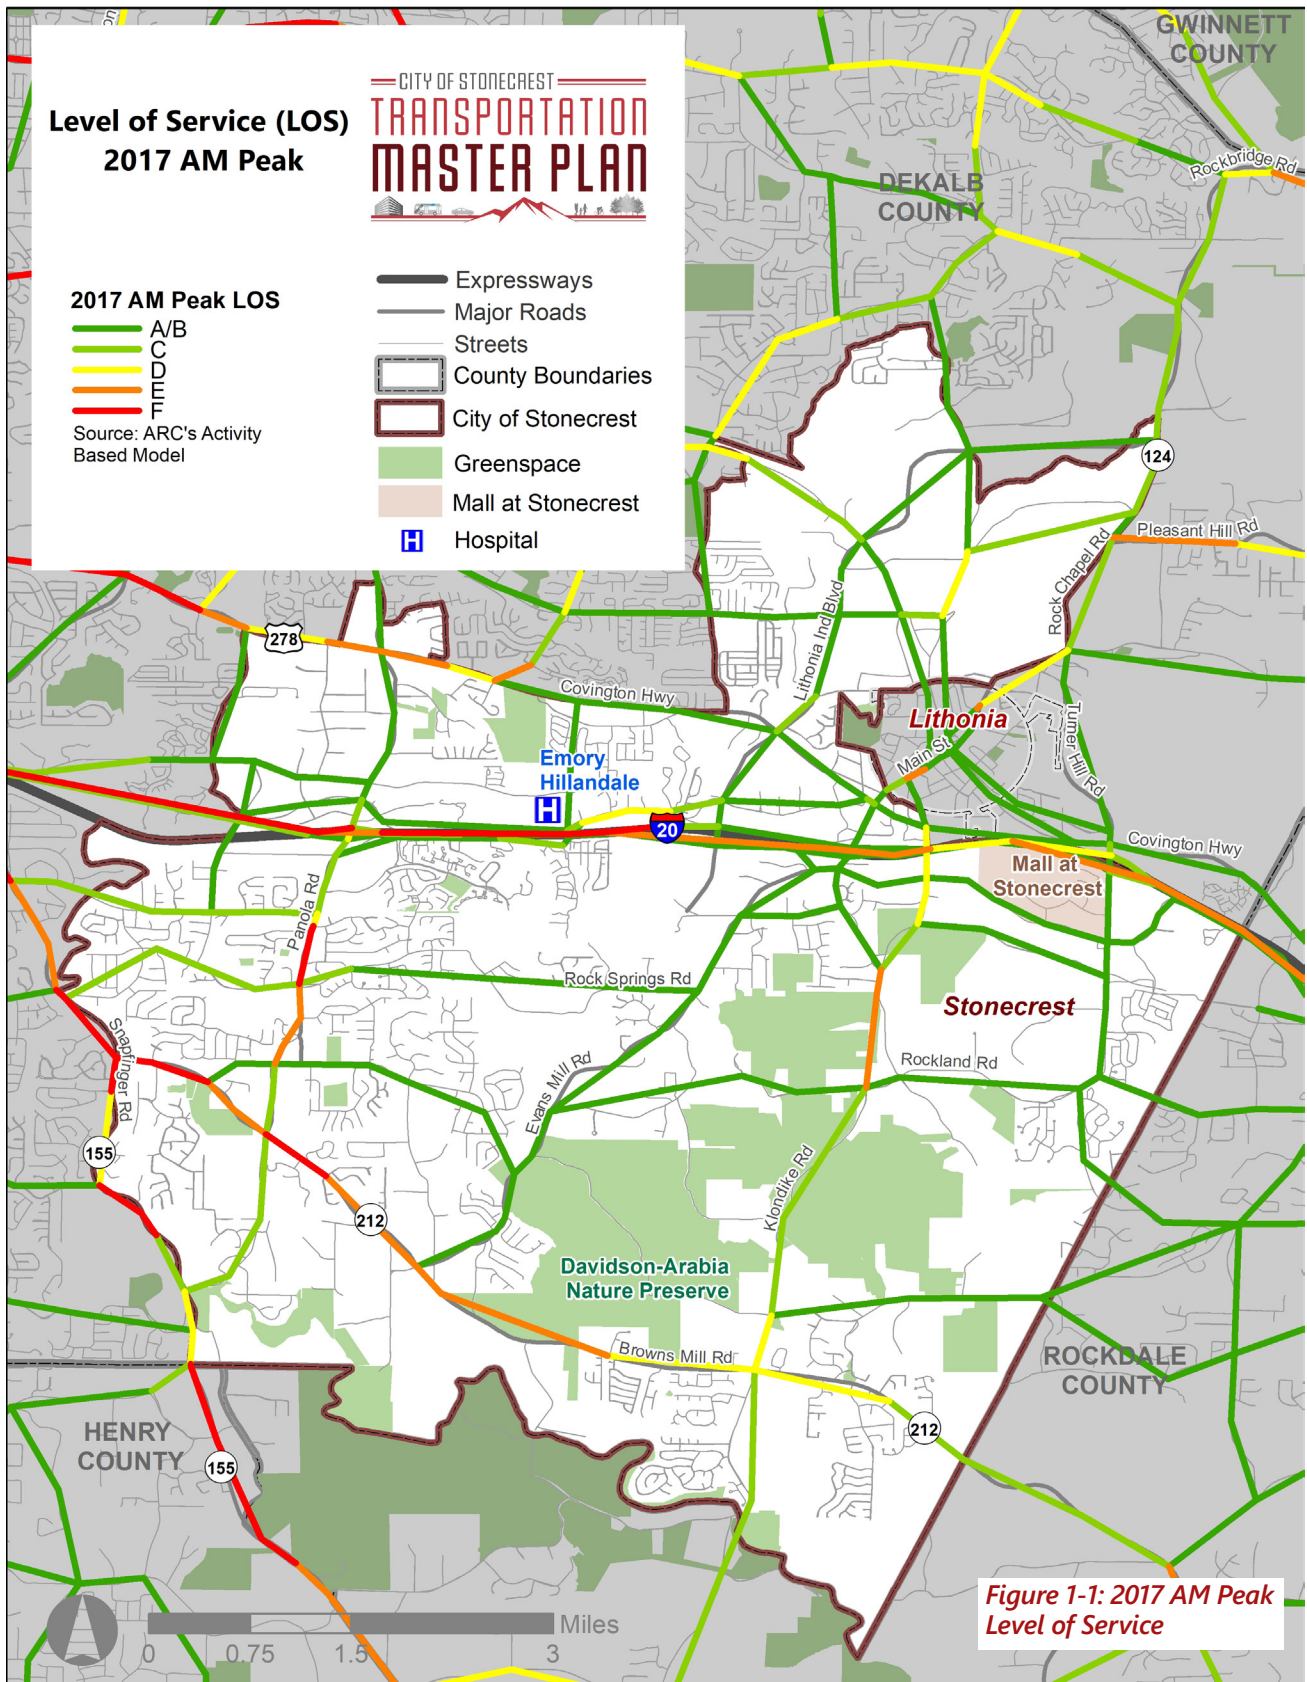 Level of Service (LOS)
2017 AM Peak
CITY OF STONECREST
TRANSPORTATION
MASTER PLAN
2017 AM Peak LOS
A/B
C
D
E
F
Source: ARC's Activity
Based Model
Expressways
Major Roads
Streets
County Boundaries
City of Stonecrest
Greenspace
Mall at Stonecrest
H Hospital
GWINNETT
COUNTY
Rockbridge Rd
DEKALB
COUNTY
124
Pleasant Hill Rd
Rock Chapel Rd
Lithonia Ind Blvd
278
Covington Hwy
Lithonia
Main St
Turner Hill Rd
Emory
Hillandale
H
20
Covington Hwy
Mall at
Stonecrest
Panola Rd
Rock Springs Rd
Stonecrest
Snapfinger Rd
Evans Mill Rd
Rockland Rd
155
Klondike Rd
212
Davidson-Arabia
Nature Preserve
Browns Mill Rd
ROCKDALE
COUNTY
HENRY
COUNTY
212
155
Miles
0 0.75 1.5 3
Figure 1-1: 2017 AM Peak
Level of Service